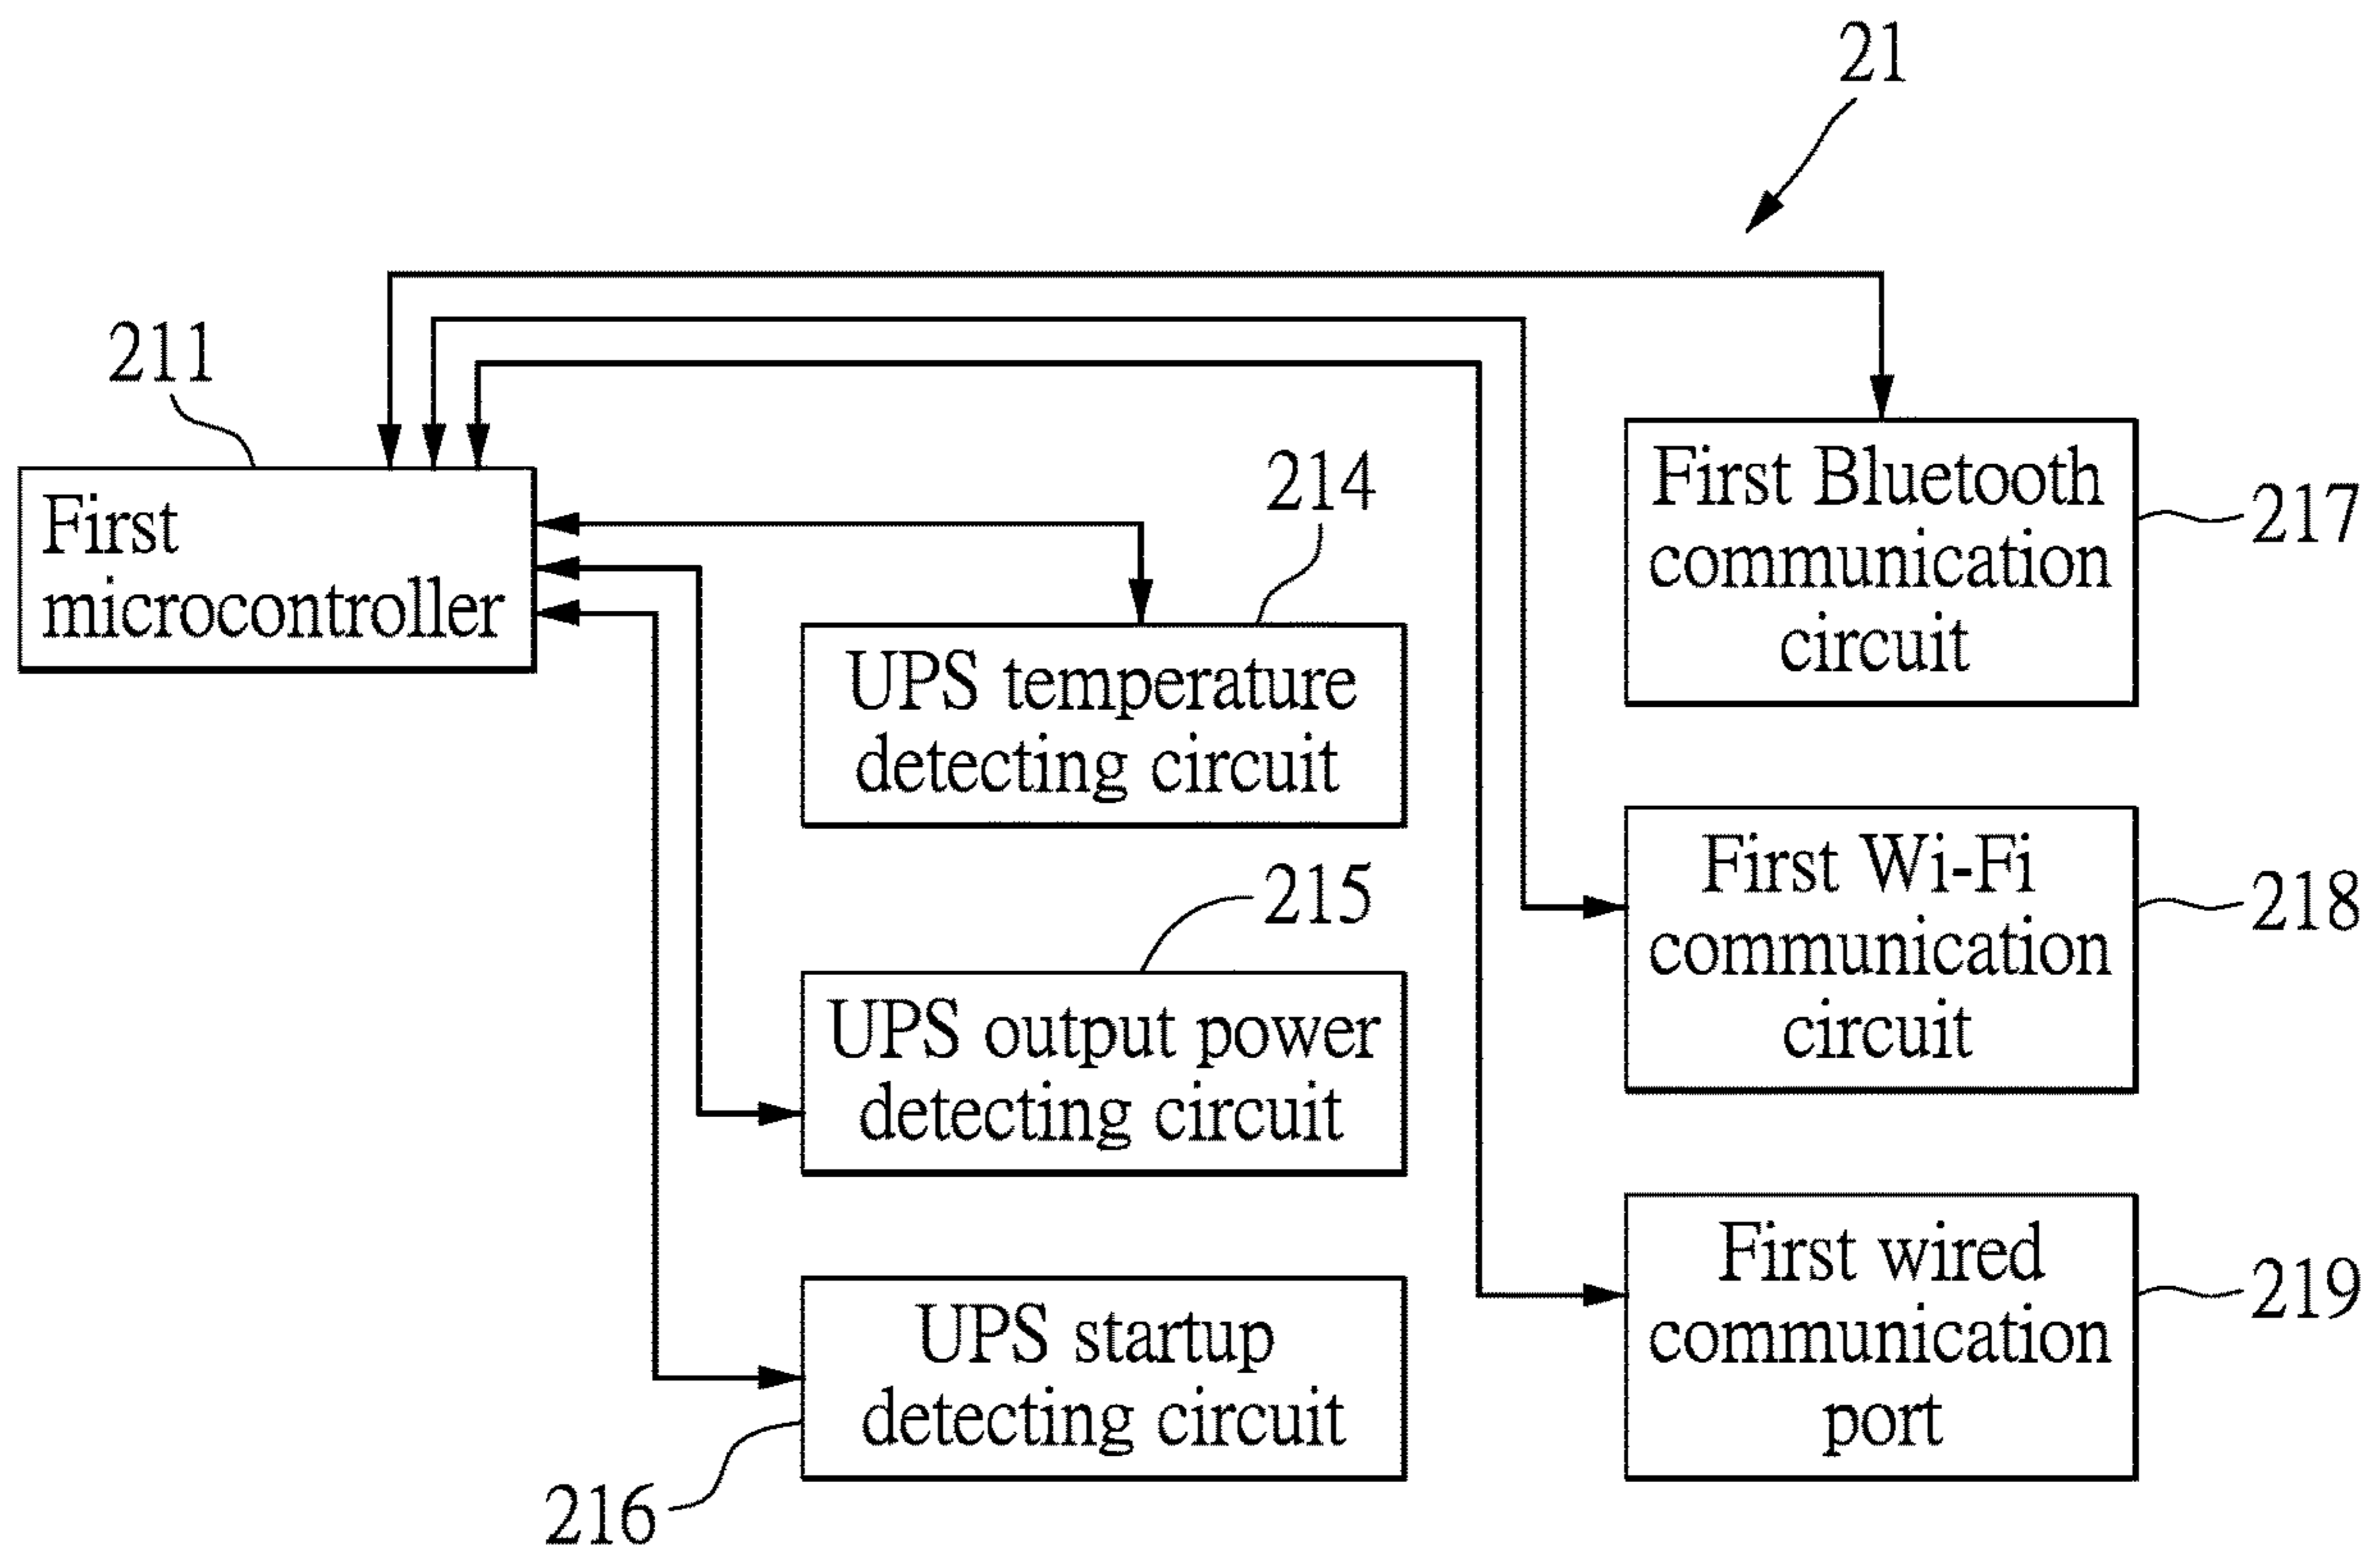 21
211
First
microcontroller
214
UPS temperature
detecting circuit
215
UPS output power
detecting circuit
UPS startup
detecting circuit
216
First Bluetooth
communication
circuit
217
First Wi-Fi
communication
circuit
218
First wired
communication
port
219